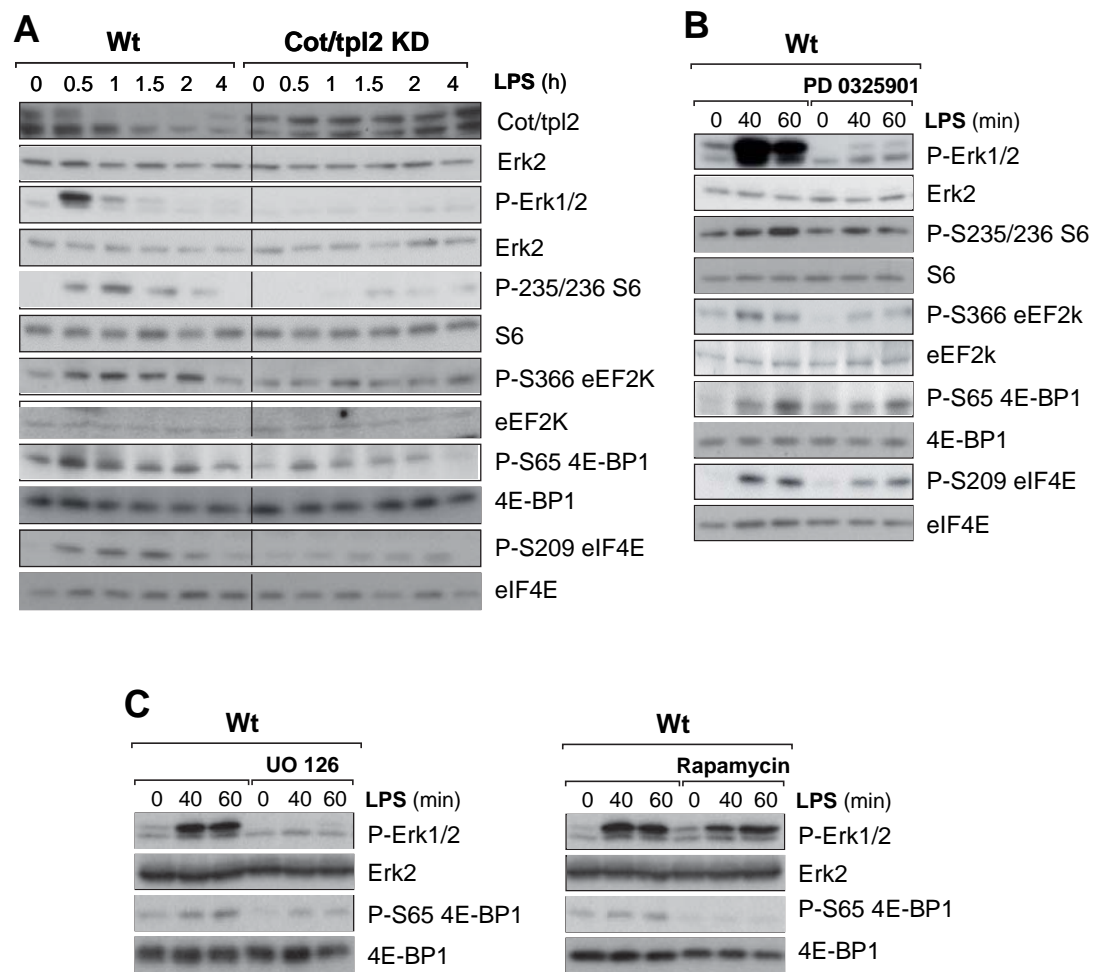 A
Wt Cot/tpl2 KD
0 0.5 1 1.5 2 4 0 0.5 1 1.5 2 4 LPS (h)
Cot/tpl2
Erk2
P-Erk1/2
Erk2
P-235/236 S6
S6
P-S366 eEF2K
eEF2K
P-S65 4E-BP1
4E-BP1
P-S209 eIF4E
eIF4E
B
Wt
PD 0325901
0 40 60 0 40 60 LPS (min)
P-Erk1/2
Erk2
P-S235/236 S6
S6
P-S366 eEF2k
eEF2k
P-S65 4E-BP1
4E-BP1
P-S209 eIF4E
eIF4E
C
Wt
UO 126
0 40 60 0 40 60 LPS (min)
P-Erk1/2
Erk2
P-S65 4E-BP1
4E-BP1
Wt
Rapamycin
0 40 60 0 40 60 LPS (min)
P-Erk1/2
Erk2
P-S65 4E-BP1
4E-BP1